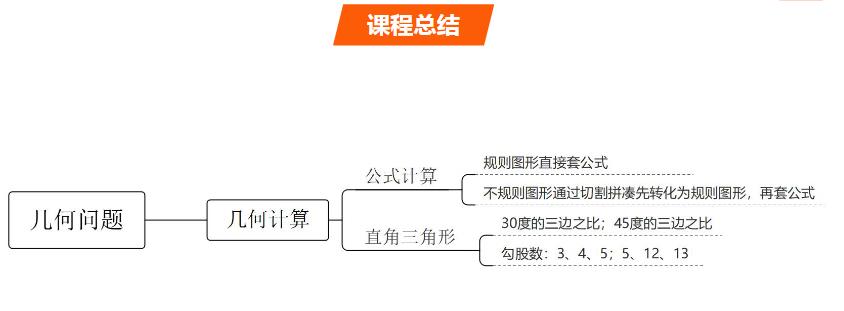 课程总结
几何问题
几何计算
公式计算
规则图形直接套公式
不规则图形通过切割拼凑先转化为规则图形，再套公式
直角三角形
30度的三边之比；45度的三边之比
勾股数：3、4、5；5、12、13